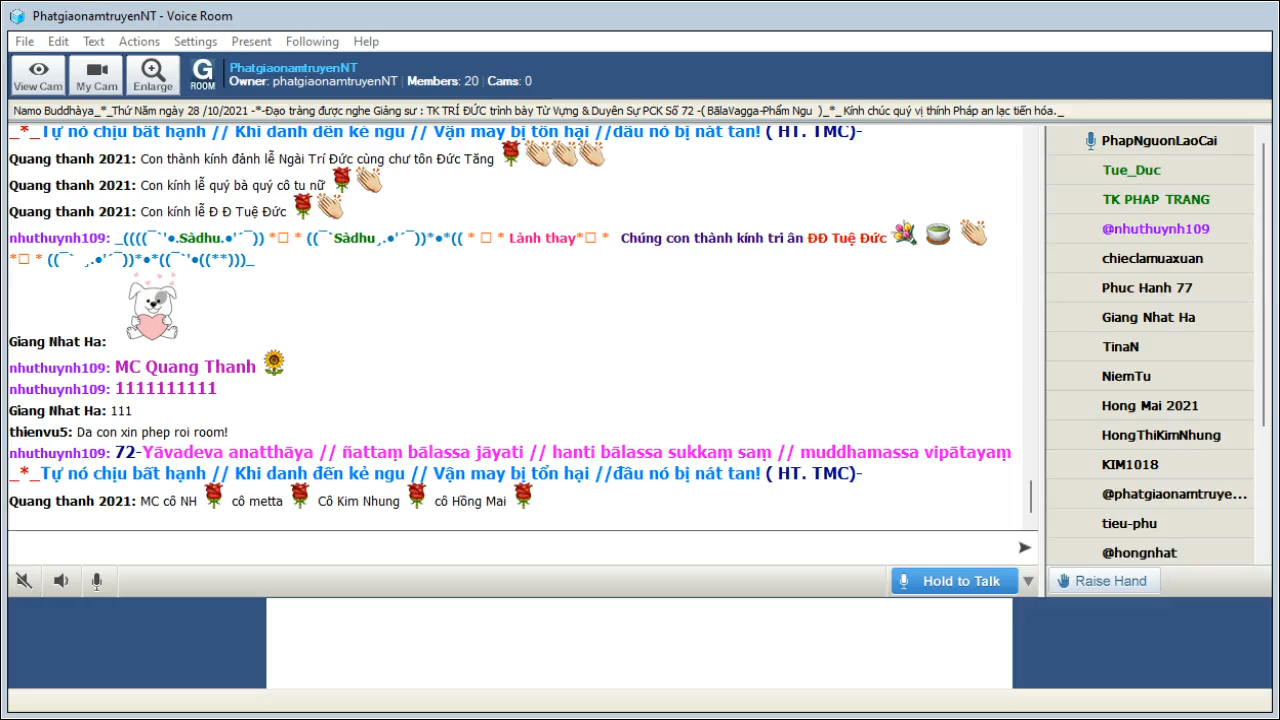 PhatgiaonamtruyenNT - Voice Room
File Edit Text Actions Settings Present Following Help
View Cam My Cam Enlarge G ROOM
PhatgiaonamtruyenNT
Owner: phatgiaonamtruyenNT Members: 20 Cams: 0
Namo Buddhàya_*_Thứ Năm ngày 28 /10/2021 -*-Đạo tràng được nghe Giảng sư : TK TRÍ ĐỨC trình bày Từ Vựng & Duyên Sự PCK Số 72 -( BãlaVagga-Phẩm Ngu )_*_Kính chúc quý vị thính Pháp an lạc tiến hóa._
_*_Tự nó chịu bất hạnh // Khi danh đến kẻ ngu // Vận may bị tổn hại //đầu nó bị nát tan! ( HT. TMC)-
Quang thanh 2021: Con thành kính đảnh lễ Ngài Trí Đức cùng chư tôn Đức Tăng
Quang thanh 2021: Con kính lễ quý bà quý cô tu nữ
Quang thanh 2021: Con kính lễ Đ Đ Tuệ Đức
nhuthuynh109: _((((¯`'•.Sàdhu.•'´¯)) *□ * ((¯`Sàdhu¸.•'´¯))*•*(( * □ * Lành thay*□ * Chúng con thành kính tri ân ĐĐ Tuệ Đức
*□ * ((¯` ¸.•'´¯))*•*((¯`'•((**)))_
Giang Nhat Ha:
nhuthuynh109: MC Quang Thanh
nhuthuynh109: 1111111111
Giang Nhat Ha: 111
thienvu5: Da con xin phep roi room!
nhuthuynh109: 72-Yāvadeva anatthāya // ñattaṃ bālassa jāyati // hanti bālassa sukkaṃ saṃ // muddhamassa vipātayaṃ
_*_Tự nó chịu bất hạnh // Khi danh đến kẻ ngu // Vận may bị tổn hại //đầu nó bị nát tan! ( HT. TMC)-
Quang thanh 2021: MC cô NH cô metta Cô Kim Nhung cô Hồng Mai
Hold to Talk
PhapNguonLaoCai
Tue_Duc
TK PHAP TRANG
@nhuthuynh109
chieclamuaxuan
Phuc Hanh 77
Giang Nhat Ha
TinaN
NiemTu
Hong Mai 2021
HongThiKimNhung
KIM1018
@phatgiaonamtruye...
tieu-phu
@hongnhat
Raise Hand